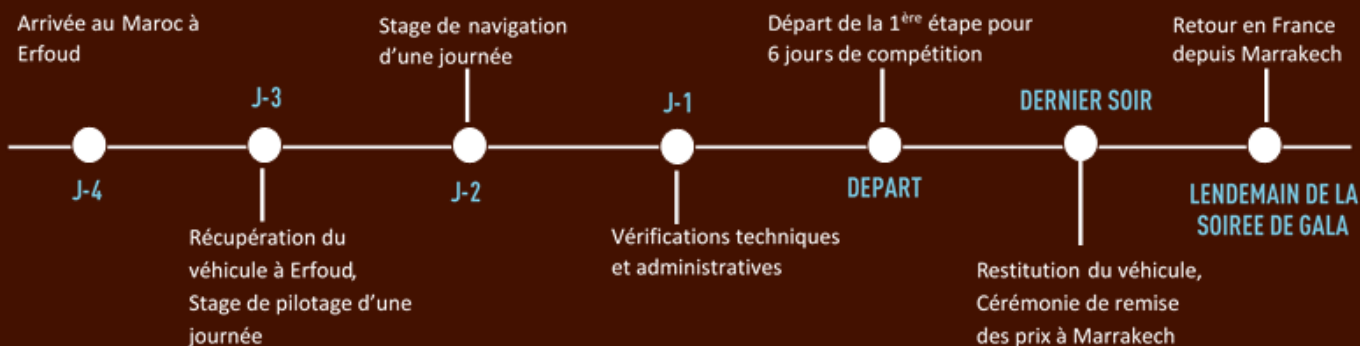 Arrivée au Maroc à
Erfoud
J-4
J-3
Récupération du
véhicule à Erfoud,
Stage de pilotage d'une
journée
Stage de navigation
d'une journée
J-2
J-1
Vérifications techniques
et administratives
Départ de la 1ère étape pour
6 jours de compétition
DEPART
DERNIER SOIR
Restitution du véhicule,
Cérémonie de remise
des prix à Marrakech
Retour en France
depuis Marrakech
LENDEMAIN DE LA
SOIREE DE GALA